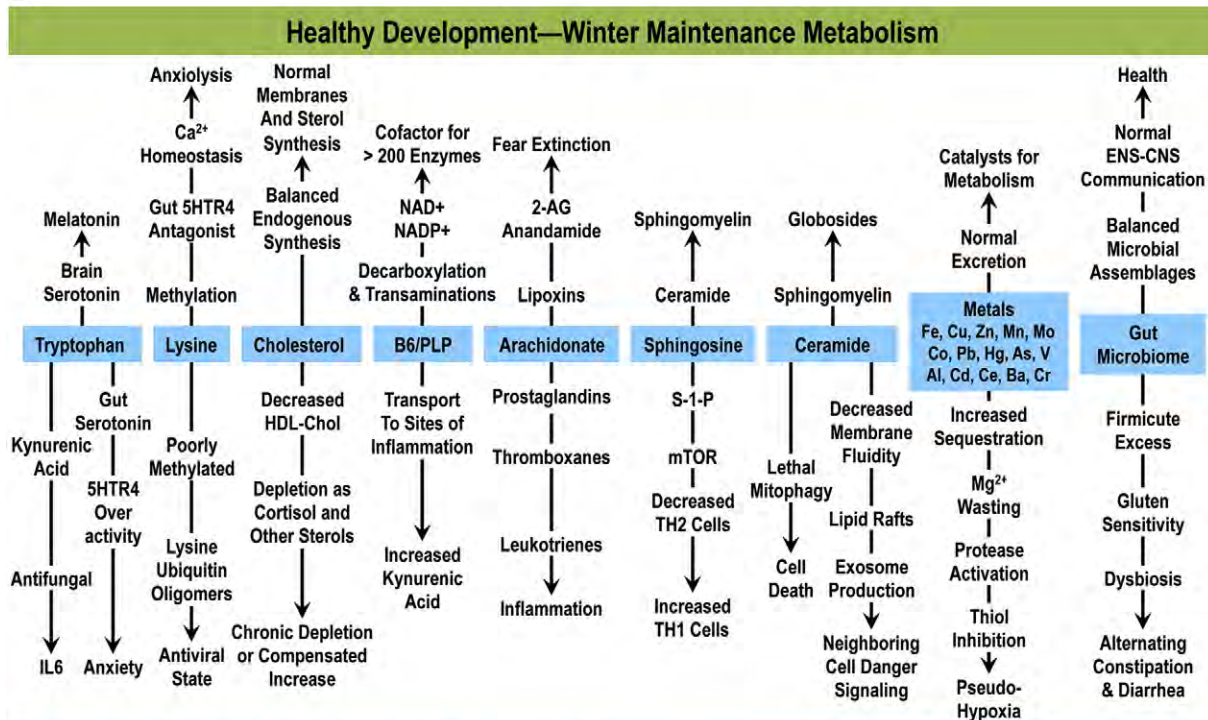 Healthy Development—Winter Maintenance Metabolism
Anxiolysis
Ca2+
Homeostasis
Gut 5HTR4
Antagonist
Methylation
Normal
Membranes
And Sterol
Synthesis
Balanced
Endogenous
Synthesis
Cofactor for
> 200 Enzymes
NAD+
NADP+
Decarboxylation
& Transaminations
Fear Extinction
2-AG
Anandamide
Lipoxins
Melatonin
Brain
Serotonin
Sphingomyelin
Ceramide
Globosides
Sphingomyelin
Catalysts for
Metabolism
Normal
Excretion
Health
Normal
ENS-CNS
Communication
Balanced
Microbial
Assemblages
Tryptophan
Lysine
Cholesterol
B6/PLP
Arachidonate
Sphingosine
Ceramide
Metals
Fe, Cu, Zn, Mn, Mo
Co, Pb, Hg, As, V
Al, Cd, Ce, Ba, Cr
Gut
Microbiome
Kynurenic
Acid
Antifungal
IL6
Gut
Serotonin
5HTR4
Over
activity
Anxiety
Poorly
Methylated
Lysine
Ubiquitin
Oligomers
Antiviral
State
Decreased
HDL-Chol
Depletion as
Cortisol and
Other Sterols
Chronic Depletion
or Compensated
Increase
Transport
To Sites of
Inflammation
Increased
Kynurenic
Acid
Prostaglandins
Thromboxanes
Leukotrienes
Inflammation
S-1-P
mTOR
Decreased
TH2 Cells
Increased
TH1 Cells
Lethal
Mitophagy
Cell
Death
Decreased
Membrane
Fluidity
Lipid Rafts
Exosome
Production
Neighboring
Cell Danger
Signaling
Increased
Sequestration
Mg2+
Wasting
Protease
Activation
Thiol
Inhibition
Pseudo-
Hypoxia
Firmicute
Excess
Gluten
Sensitivity
Dysbiosis
Alternating
Constipation
& Diarrhea